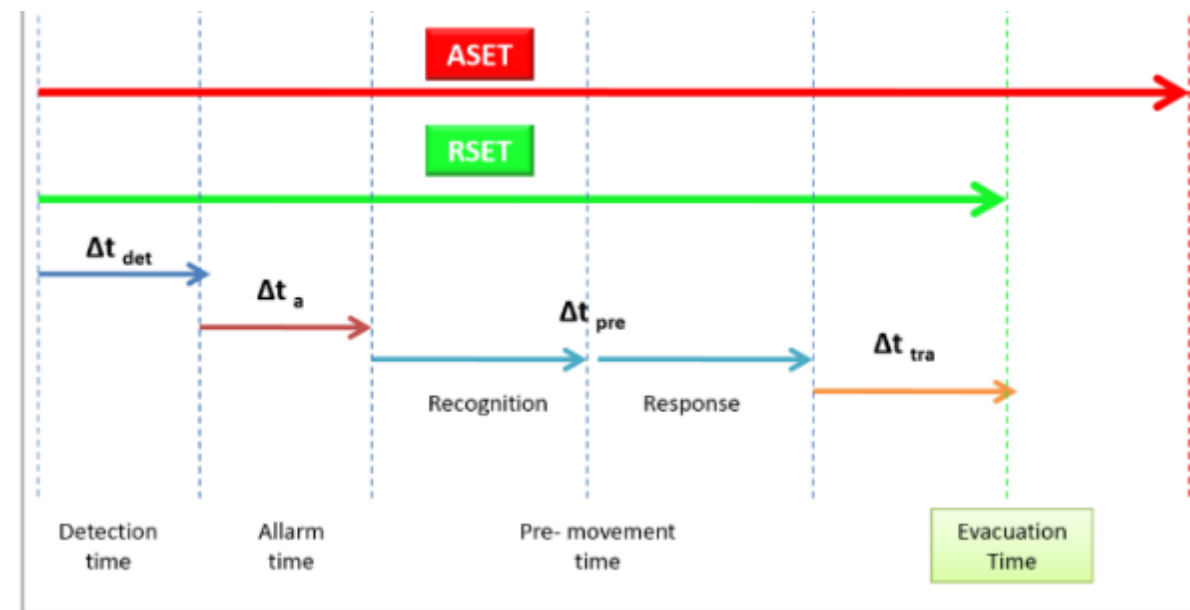 ASET
RSET
Δt det
Δt a
Δt pre
Δt tra
Recognition
Response
Detection
time
Allarm
time
Pre- movement
time
Evacuation
Time